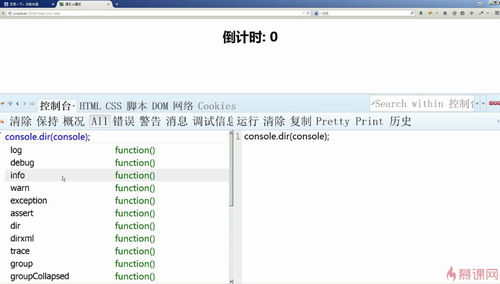 倒计时: 0
控制台 HTML CSS 脚本 DOM 网络 Cookies
Search within 控制台
清除 保持 概况 All 错误 警告 消息 调试信息
运行 清除 复制 Pretty Print 历史
console.dir(console);
log function()
debug function()
info function()
warn function()
exception function()
assert function()
dir function()
dirxml function()
trace function()
group function()
groupCollapsed function()
1 console.dir(console);
慕课网